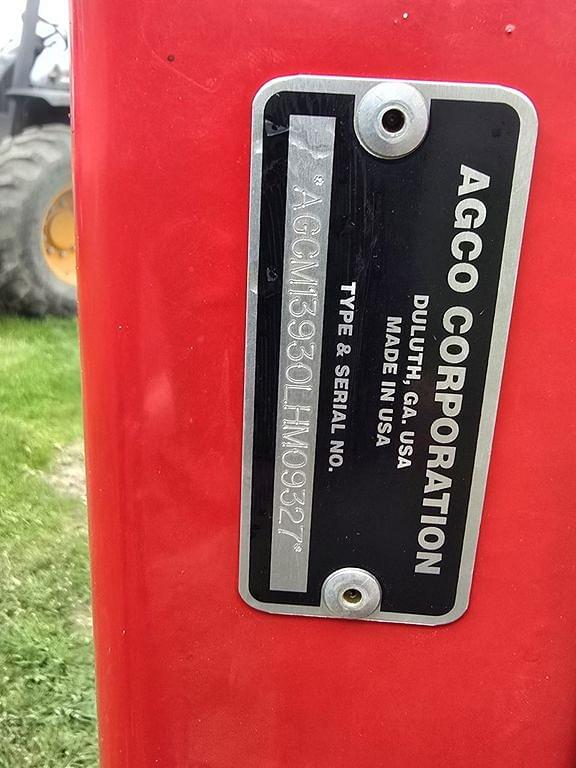 AGCO CORPORATION
DULUTH, GA. USA
MADE IN USA
TYPE & SERIAL NO.
*AGCM13930LHM09327*